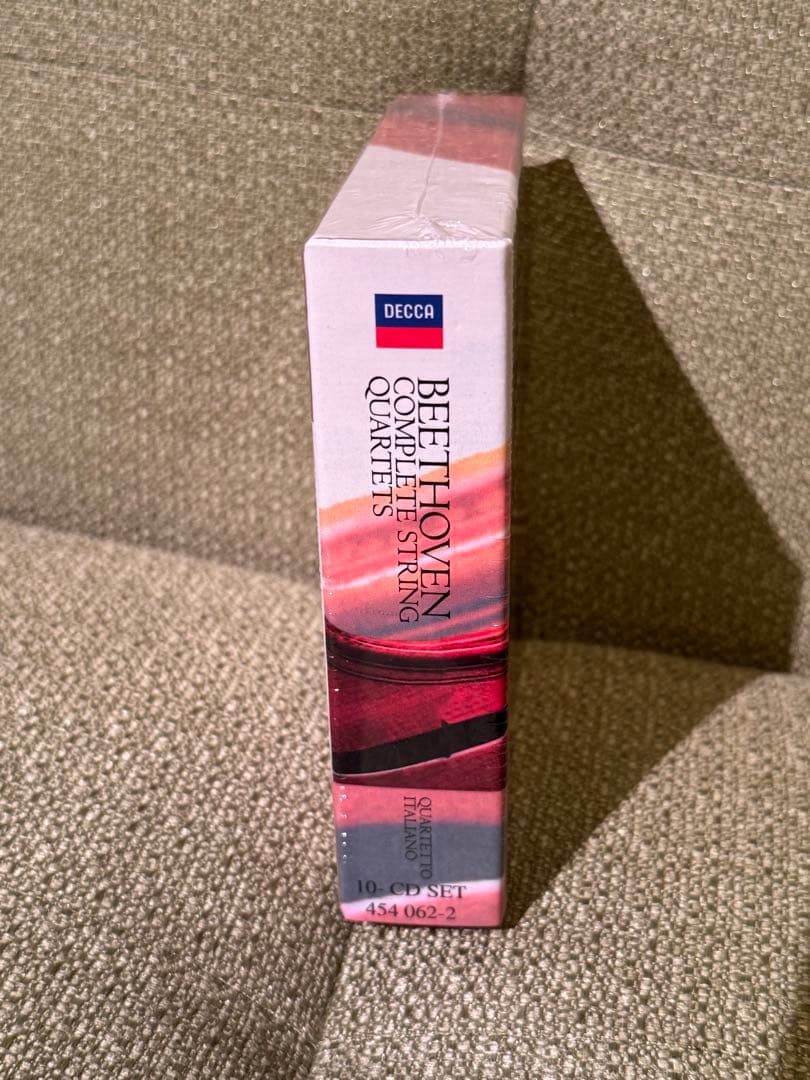 DECCA
BEETHOVEN
COMPLETE STRING
QUARTETS
QUARTETTO
ITALIANO
10- CD SET
454 062-2